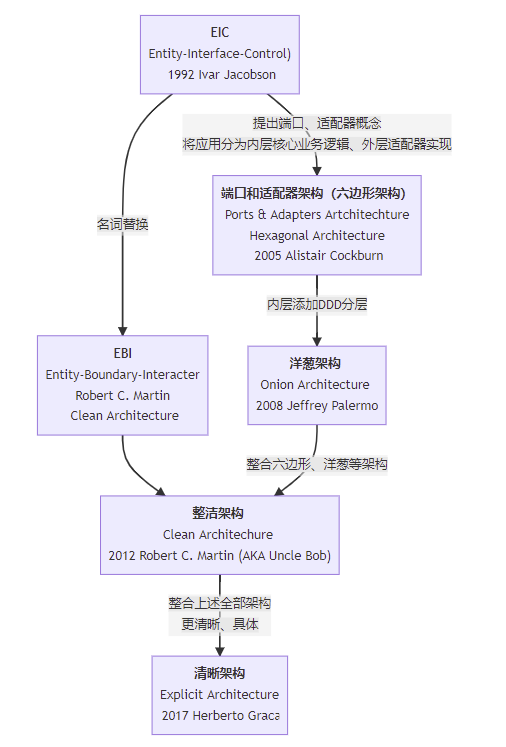 EIC
Entity-Interface-Control)
1992 Ivar Jacobson
提出端口、适配器概念
将应用分为内层核心业务逻辑、外层适配器实现
端口和适配器架构（六边形架构）
Ports & Adapters Artchitechture
Hexagonal Architecture
2005 Alistair Cockburn
名词替换
内层添加DDD分层
EBI
Entity-Boundary-Interacter
Robert C. Martin
Clean Architecture
洋葱架构
Onion Architecture
2008 Jeffrey Palermo
整合六边形、洋葱等架构
整洁架构
Clean Architechure
2012 Robert C. Martin (AKA Uncle Bob)
整合上述全部架构
更清晰、具体
清晰架构
Explicit Architecture
2017 Herberto Graca